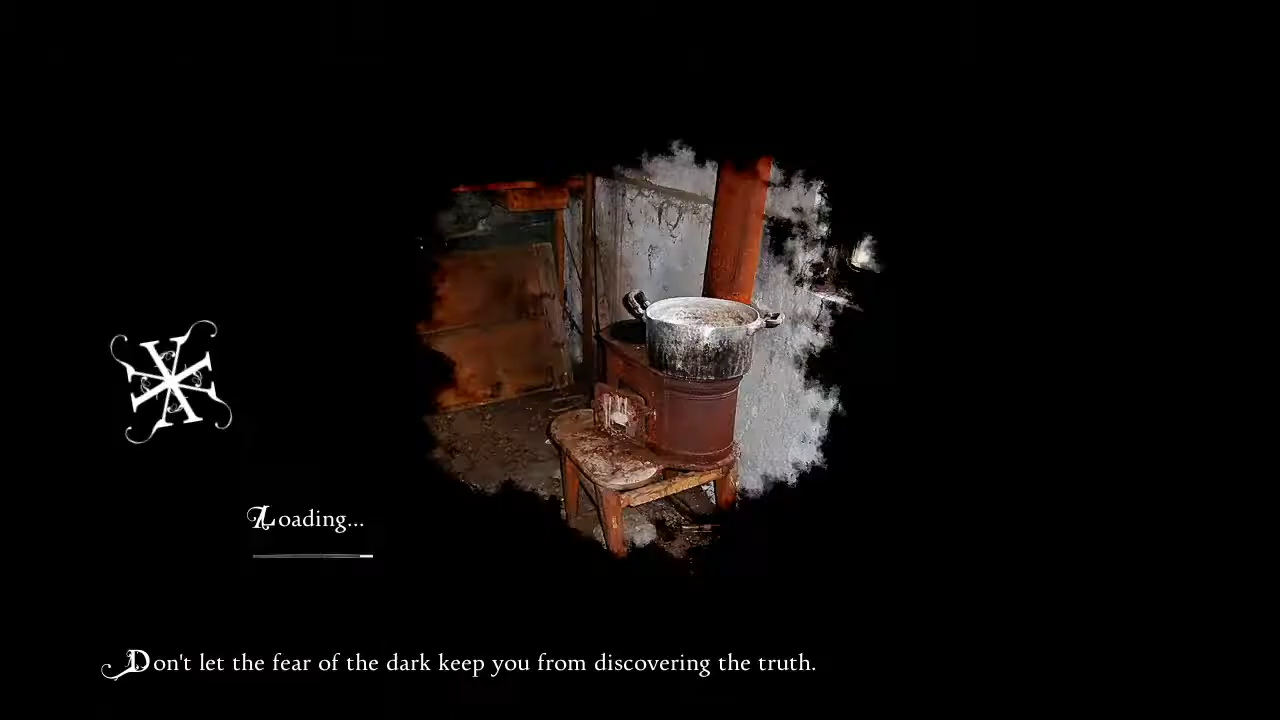 Loading...
Don't let the fear of the dark keep you from discovering the truth.